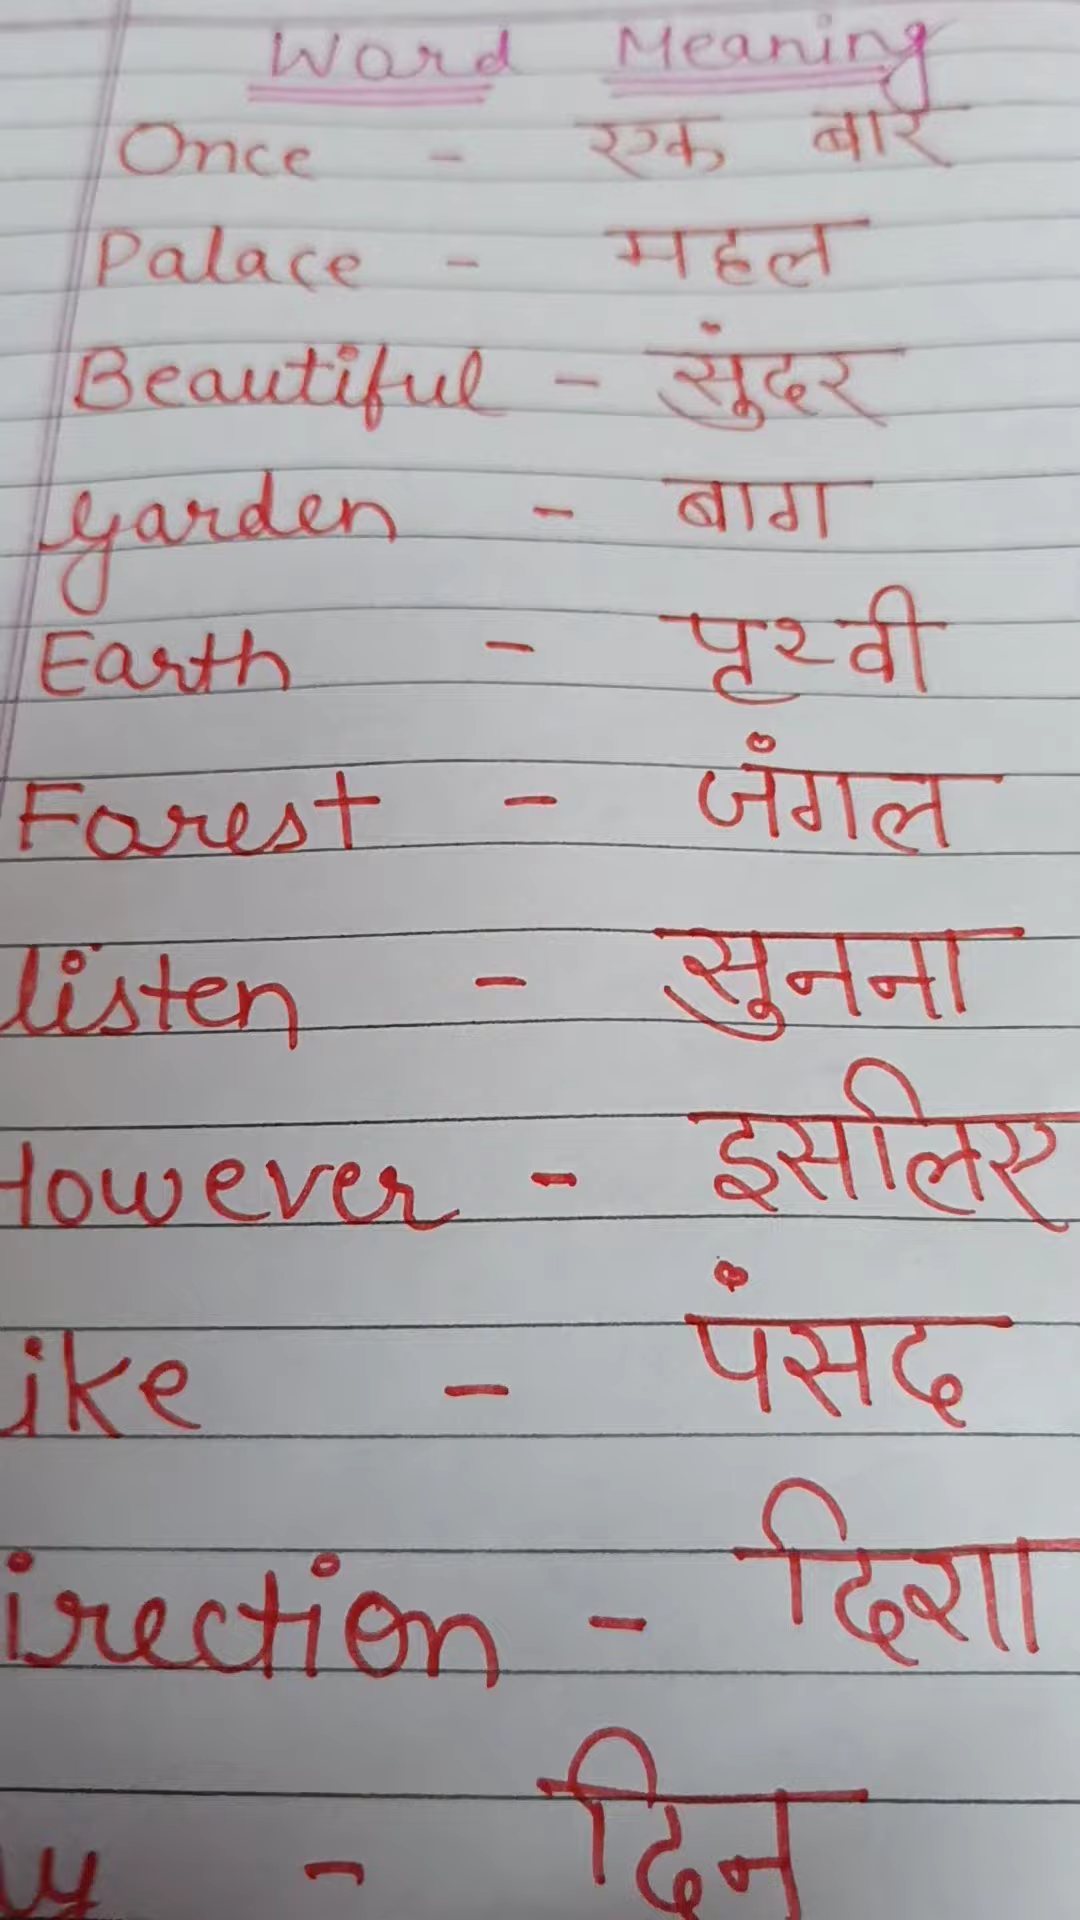 Word Meaning
Once - एक बार
Palace - महल
Beautiful - सुंदर
garden - बाग
Earth - पृथ्वी
Forest - जंगल
listen - सुनना
However - इसलिए
ike - पंसद
irection - दिशा
y - दिन